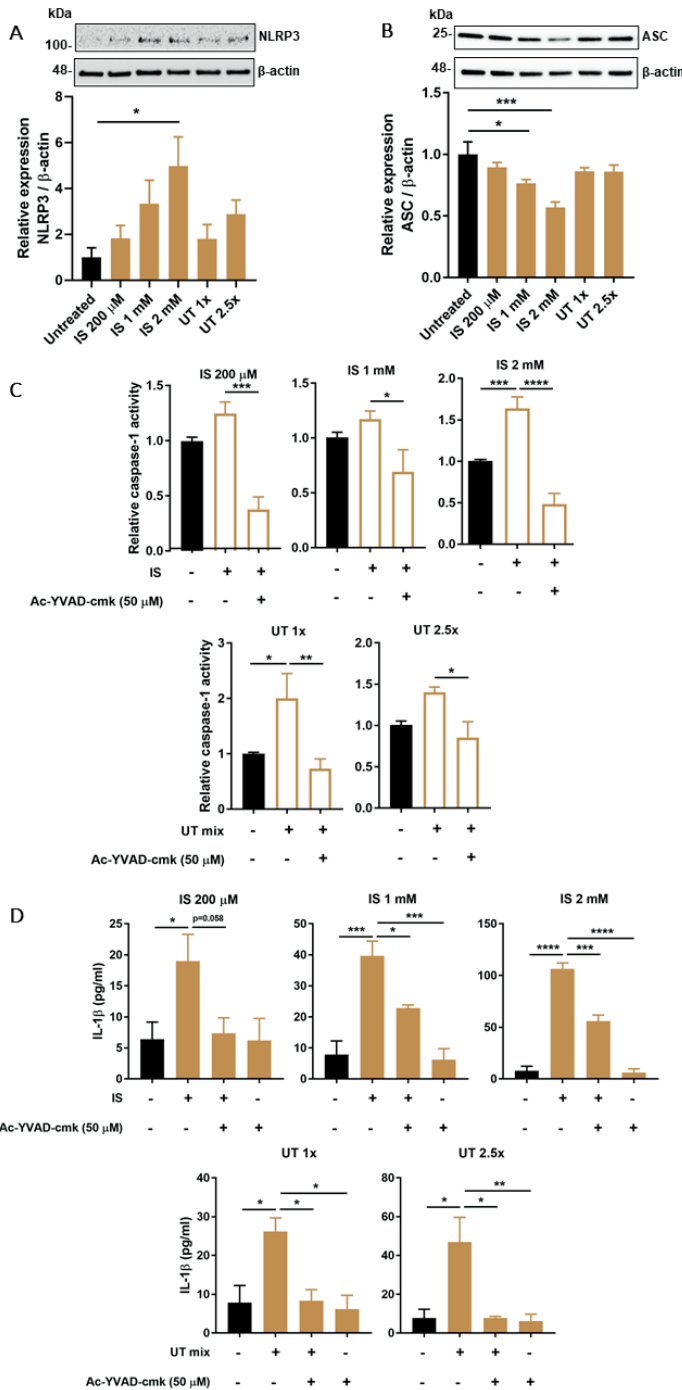 A
kDa
100-
NLRP3
48-
β-actin
*
Relative expression
NLRP3 / β-actin
8
6
4
2
0
Untreated
IS 200 μM
IS 1 mM
IS 2 mM
UT 1x
UT 2.5x
B
kDa
25-
ASC
48-
β-actin
***
*
Relative expression
ASC / β-actin
1.5
1.0
0.5
0.0
Untreated
IS 200 μM
IS 1 mM
IS 2 mM
UT 1x
UT 2.5x
C
IS 200 μM
Relative caspase-1 activity
1.5
1.0
0.5
0.0
***
IS - + +
Ac-YVAD-cmk (50 μM) - - +
IS 1 mM
1.5
1.0
0.5
0.0
*
- + +
- - +
IS 2 mM
2.0
1.5
1.0
0.5
0.0
*** ****
- + +
- - +
UT 1x
Relative caspase-1 activity
3
2
1
0
* **
UT mix - + +
Ac-YVAD-cmk (50 μM) - - +
UT 2.5x
2.0
1.5
1.0
0.5
0.0
*
- + +
- - +
D
IS 200 μM
IL-1β (pg/ml)
25
20
15
10
5
0
* p=0.058
IS - + + -
Ac-YVAD-cmk (50 μM) - - + +
IS 1 mM
50
40
30
20
10
0
***
*** *
- + + -
- - + +
IS 2 mM
150
100
50
0
****
**** ***
- + + -
- - + +
UT 1x
IL-1β (pg/ml)
40
30
20
10
0
*
* *
UT mix - + + -
Ac-YVAD-cmk (50 μM) - - + +
UT 2.5x
80
60
40
20
0
**
* *
- + + -
- - + +